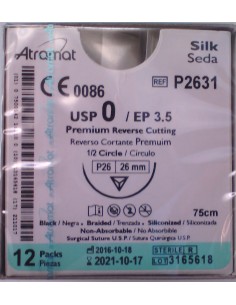 Atramat
Silk
Seda
CE 0086
REF P2631
USP 0 / EP 3.5
Premium Reverse Cutting
Reverso Cortante Premuim
1/2 Circle / Círculo
P26 26 mm
75cm
Black / Negra / Braided / Trenzada / Siliconized / Siliconizada
Non-Absorbable / No Absorbible
Surgical Suture U.S.P / Sutura Quirúrgica U.S.P
12 Packs
Piezas
2016-10-18
2021-10-17
STERILE R
LOT 3165618